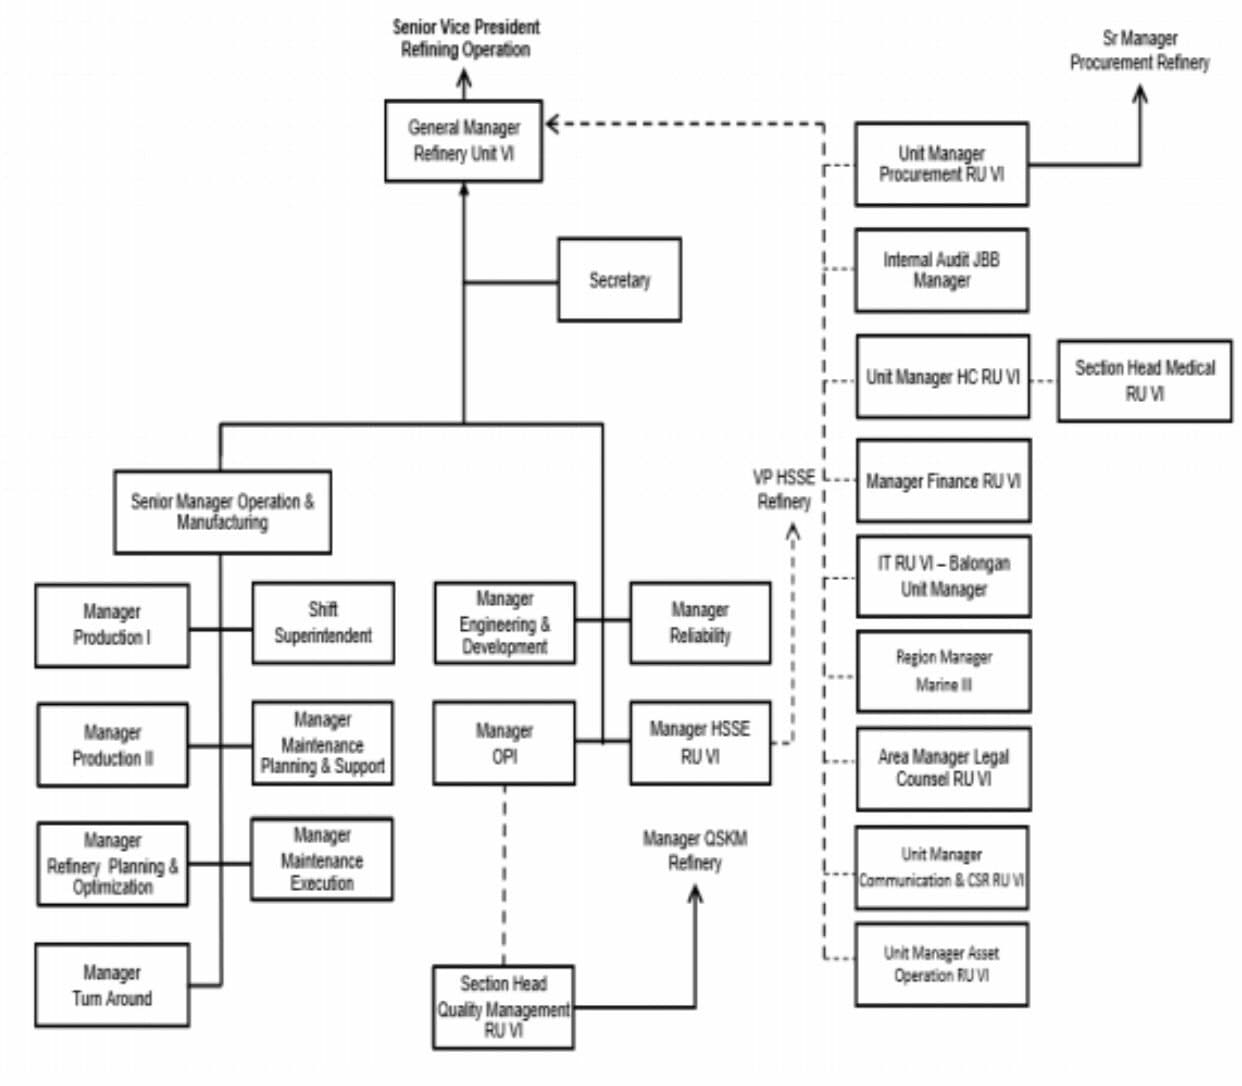 Senior Vice President
Refining Operation
Sr Manager
Procurement Refinery
General Manager
Refinery Unit VI
Unit Manager
Procurement RU VI
Secretary
Internal Audit JBB
Manager
Unit Manager HC RU VI
Section Head Medical
RU VI
Senior Manager Operation &
Manufacturing
VP HSSE
Refinery
Manager Finance RU VI
IT RU VI – Balongan
Unit Manager
Manager
Production I
Shift
Superintendent
Manager
Engineering &
Development
Manager
Reliability
Region Manager
Marine III
Manager
Production II
Manager
Maintenance
Planning & Support
Manager
OPI
Manager HSSE
RU VI
Area Manager Legal
Counsel RU VI
Manager
Refinery Planning &
Optimization
Manager
Maintenance
Execution
Manager QSKM
Refinery
Unit Manager
Communication & CSR RU VI
Manager
Turn Around
Section Head
Quality Management
RU VI
Unit Manager Asset
Operation RU VI